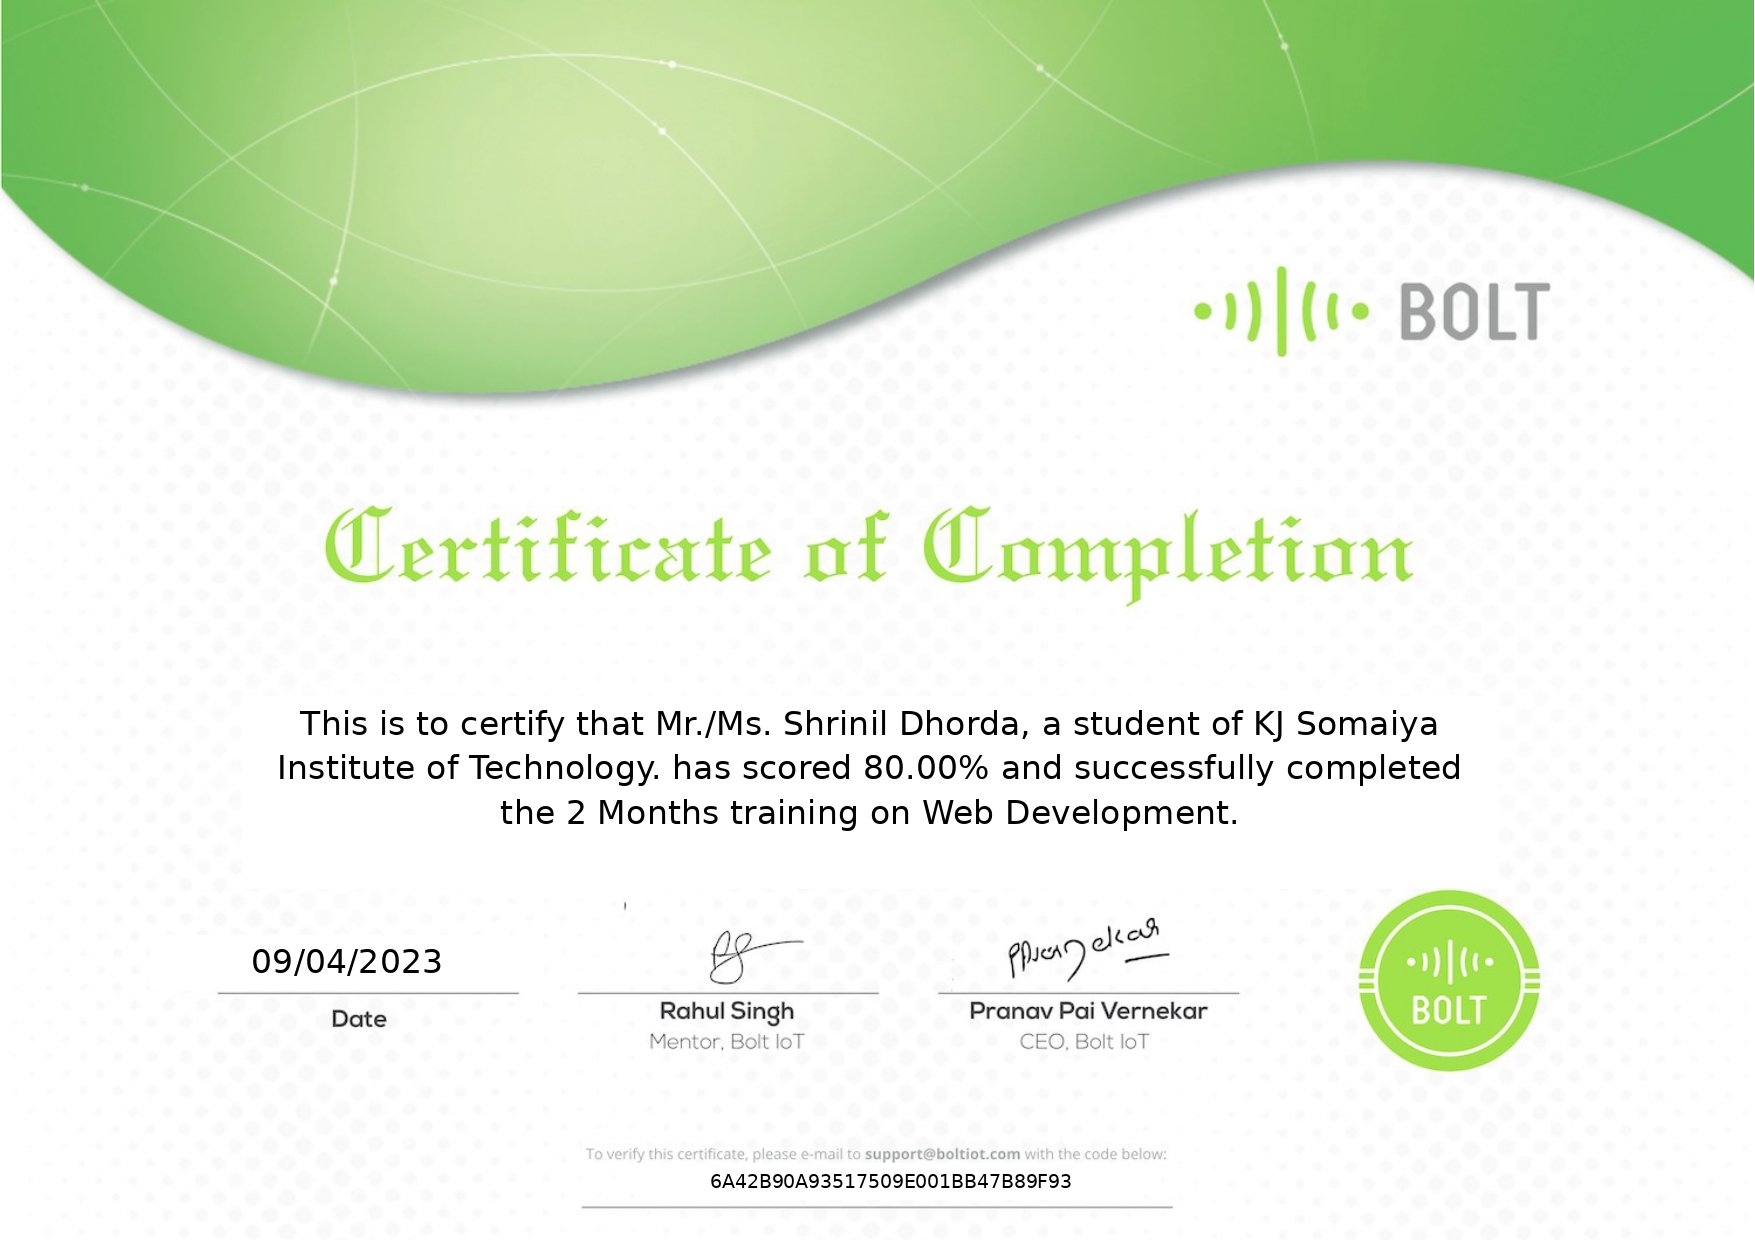 BOLT
Certificate of Completion
This is to certify that Mr./Ms. Shrinil Dhorda, a student of KJ Somaiya
Institute of Technology. has scored 80.00% and successfully completed
the 2 Months training on Web Development.
09/04/2023
Date
Rahul Singh
Mentor, Bolt IoT
Pranav Pai Vernekar
CEO, Bolt IoT
BOLT
To verify this certificate, please e-mail to support@boltiot.com with the code below:
6A42B90A93517509E001BB47B89F93